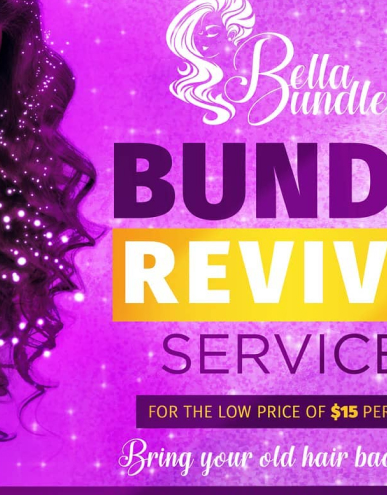 Bella
Bundle
BUND
REVIV
SERVICE
FOR THE LOW PRICE OF $15 PER
Bring your old hair bac